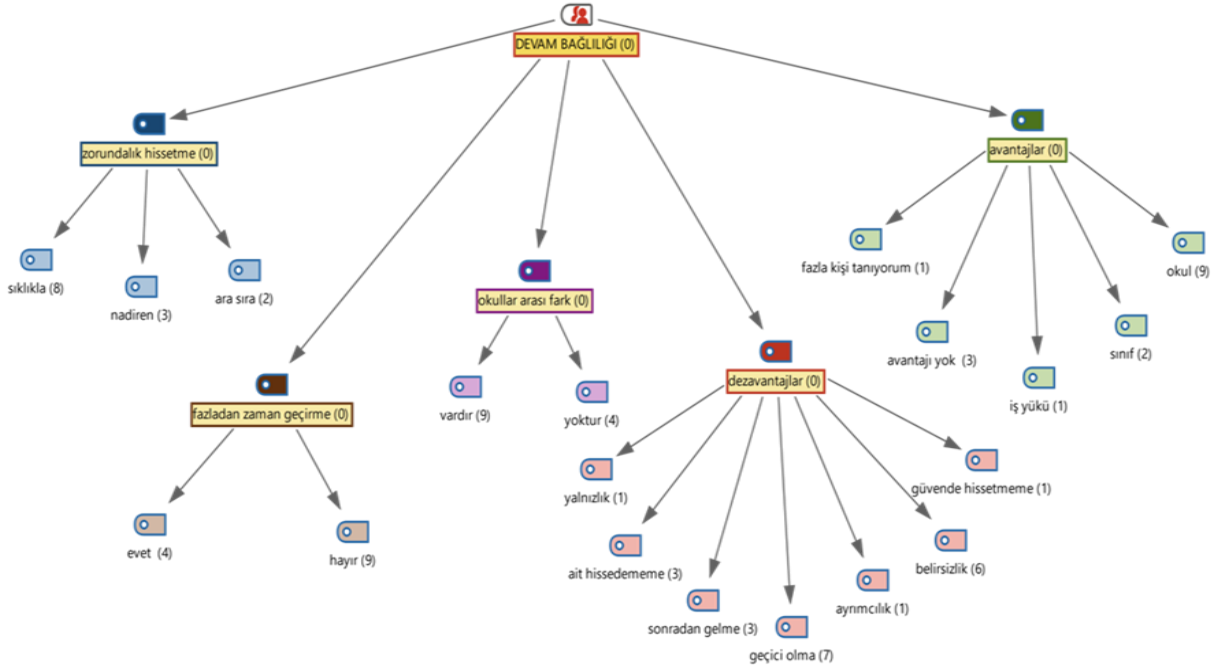 DEVAM BAĞLILIĞI (0)
zorundalık hissetme (0)
sıklıkla (8)
nadiren (3)
ara sıra (2)
fazladan zaman geçirme (0)
evet (4)
hayır (9)
okullar arası fark (0)
vardır (9)
yoktur (4)
dezavantajlar (0)
yalnızlık (1)
ait hissedememe (3)
sonradan gelme (3)
geçici olma (7)
ayrımcılık (1)
belirsizlik (6)
güvende hissetmeme (1)
avantajlar (0)
fazla kişi tanıyorum (1)
avantajı yok (3)
iş yükü (1)
sınıf (2)
okul (9)